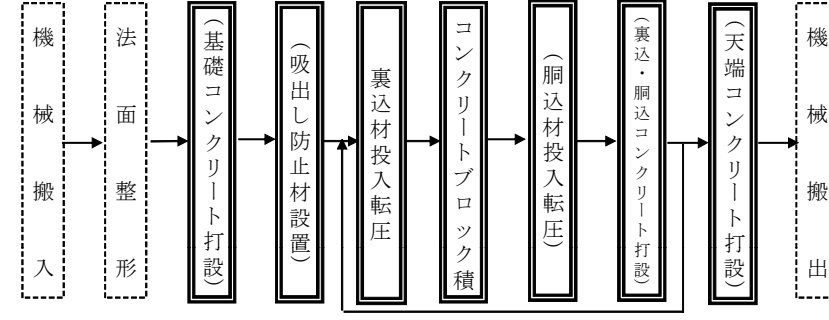 機械搬入
法面整形
（基礎コンクリート打設）
（吸出し防止材設置）
裏込材投入転圧
コンクリートブロック積
（胴込材投入転圧）
（裏込・胴込コンクリート打設）
（天端コンクリート打設）
機械搬出